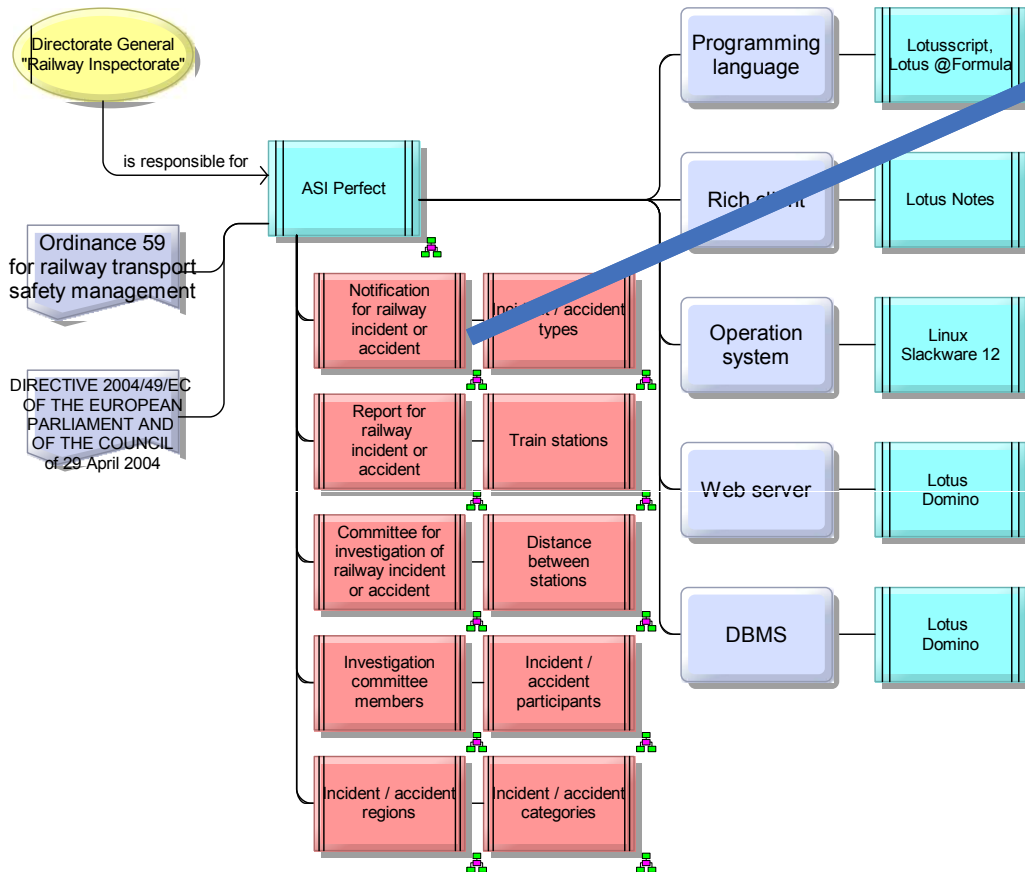 Directorate General
"Railway Inspectorate"
is responsible for
ASI Perfect
Ordinance 59
for railway transport
safety management
DIRECTIVE 2004/49/EC
OF THE EUROPEAN
PARLIAMENT AND
OF THE COUNCIL
of 29 April 2004
Notification
for railway
incident or
accident
Incident / accident
types
Report for
railway
incident or
accident
Train stations
Committee for
investigation of
railway incident
or accident
Distance
between
stations
Investigation
committee
members
Incident /
accident
participants
Incident / accident
regions
Incident / accident
categories
Programming
language
Lotusscript,
Lotus @Formula
Rich client
Lotus Notes
Operation
system
Linux
Slackware 12
Web server
Lotus
Domino
DBMS
Lotus
Domino